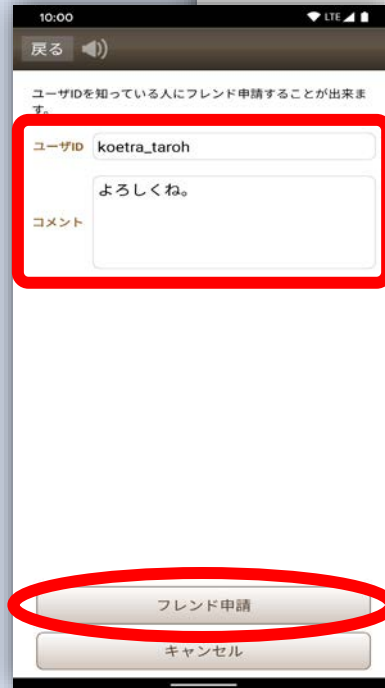 10:00 LTE
戻る
ユーザIDを知っている人にフレンド申請することが出来ま
す。
ユーザID koetra_taroh
コメント よろしくね。
フレンド申請
キャンセル